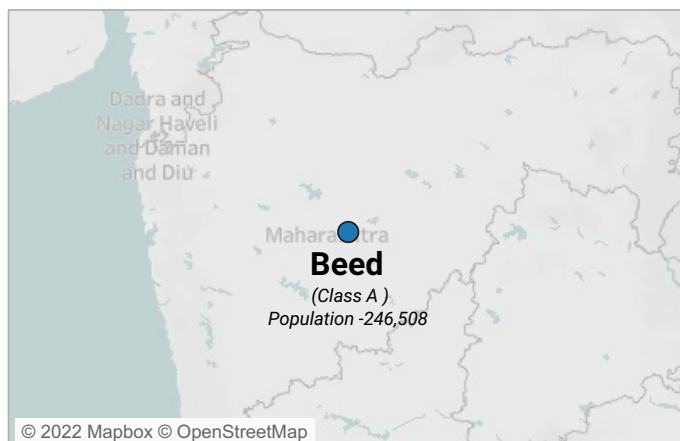 Dadra and
Nagar Haveli
and Daman
and Diu
Maharashtra
Beed
(Class A )
Population -246,508
© 2022 Mapbox © OpenStreetMap